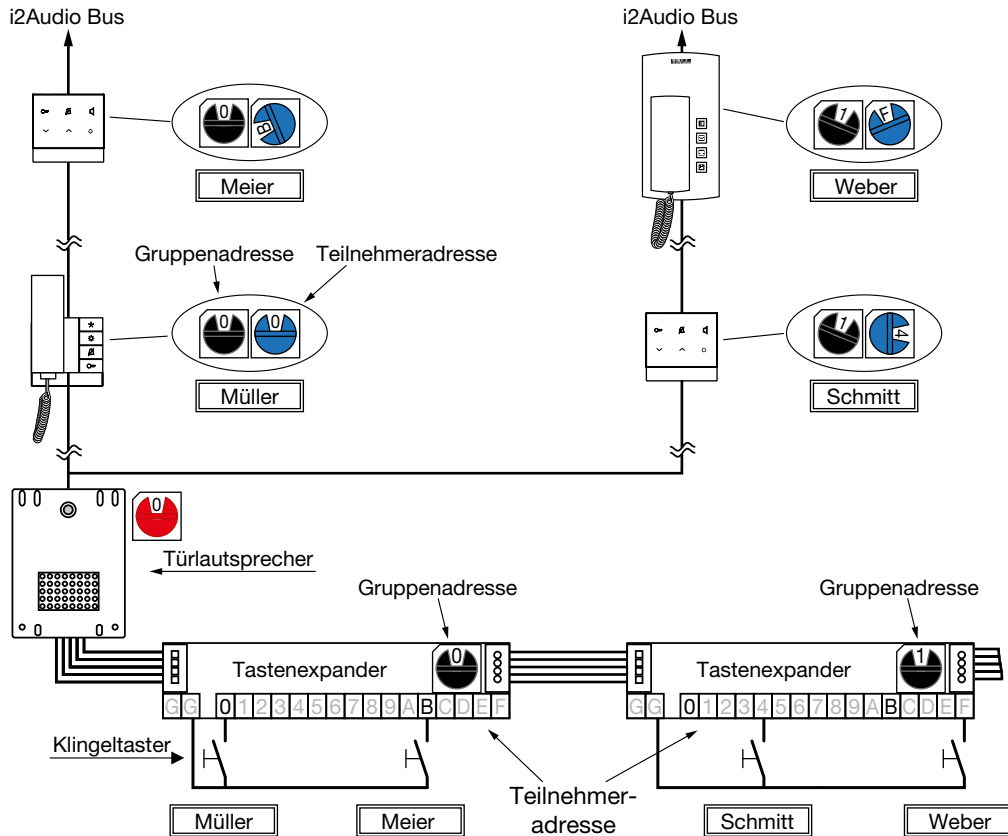 i2Audio Bus
i2Audio Bus
0 B
1 F
Meier
Weber
Gruppenadresse Teilnehmeradresse
0 0
1 4
Müller
Schmitt
0
Türlautsprecher
Gruppenadresse
Gruppenadresse
Tastenexpander 0
Tastenexpander 1
G G 0 1 2 3 4 5 6 7 8 9 A B C D E F
G G 0 1 2 3 4 5 6 7 8 9 A B C D E F
Klingeltaster
Teilnehmer-
adresse
Müller
Meier
Schmitt
Weber